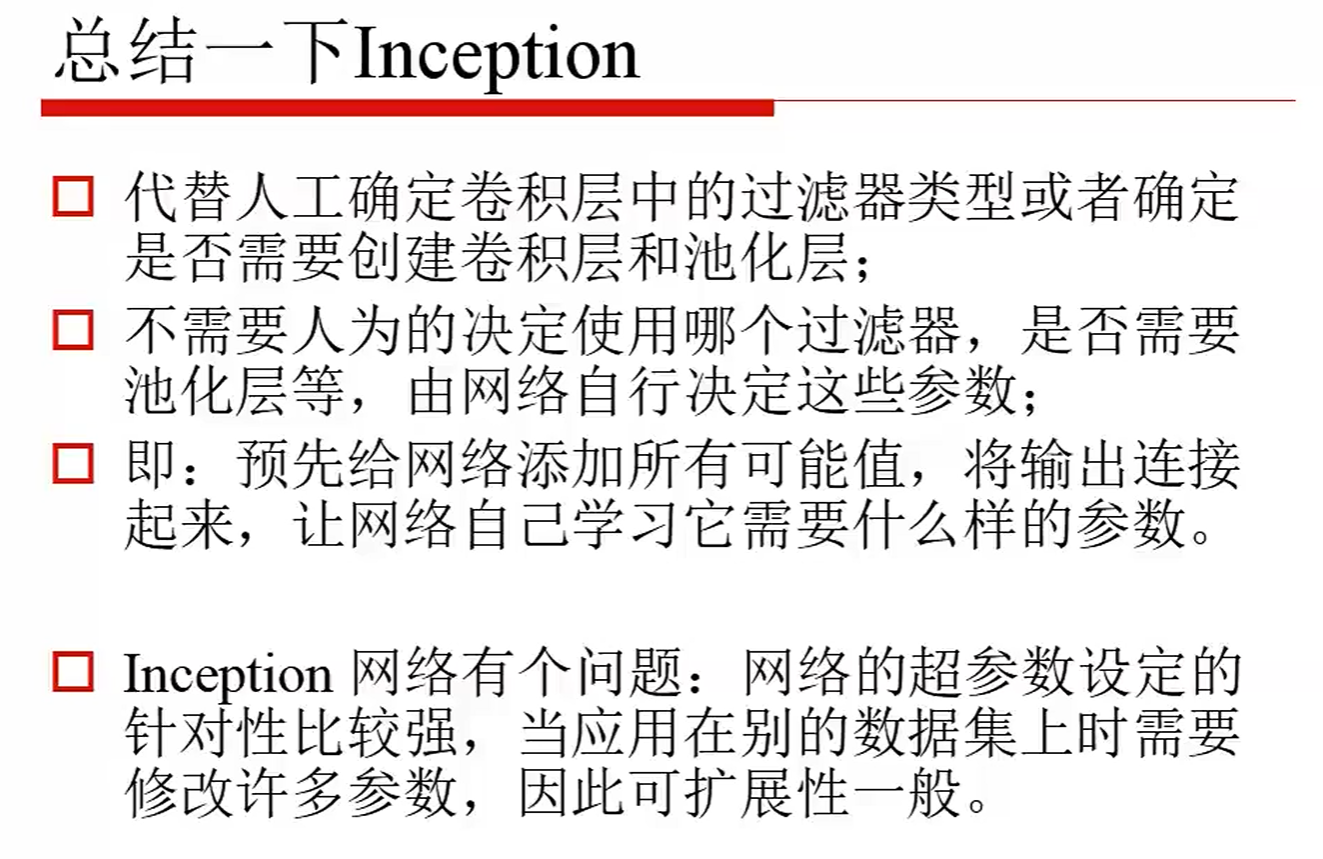 总结一下Inception
代替人工确定卷积层中的过滤器类型或者确定
是否需要创建卷积层和池化层；
不需要人为的决定使用哪个过滤器，是否需要
池化层等，由网络自行决定这些参数；
即：预先给网络添加所有可能值，将输出连接
起来，让网络自己学习它需要什么样的参数。
Inception 网络有个问题：网络的超参数设定的
针对性比较强，当应用在别的数据集上时需要
修改许多参数，因此可扩展性一般。